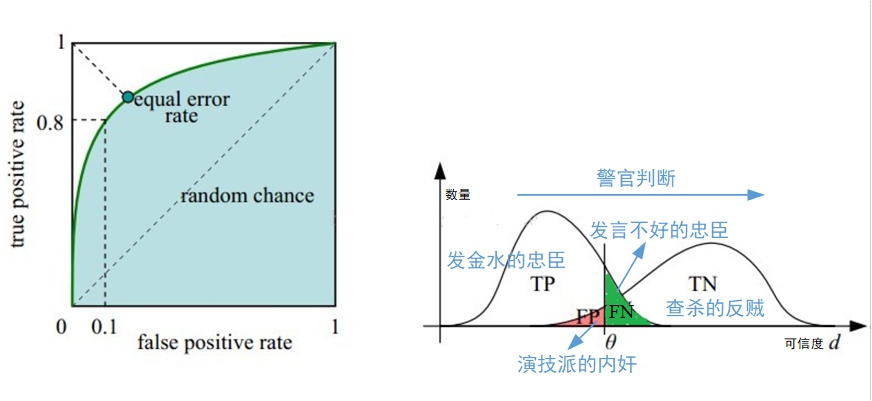 1
equal error
rate
0.8
true positive rate
random chance
0
0.1
1
false positive rate
数量
警官判断
发言不好的忠臣
发金水的忠臣
TP
TN
查杀的反贼
FP
FN
θ
可信度 d
演技派的内奸